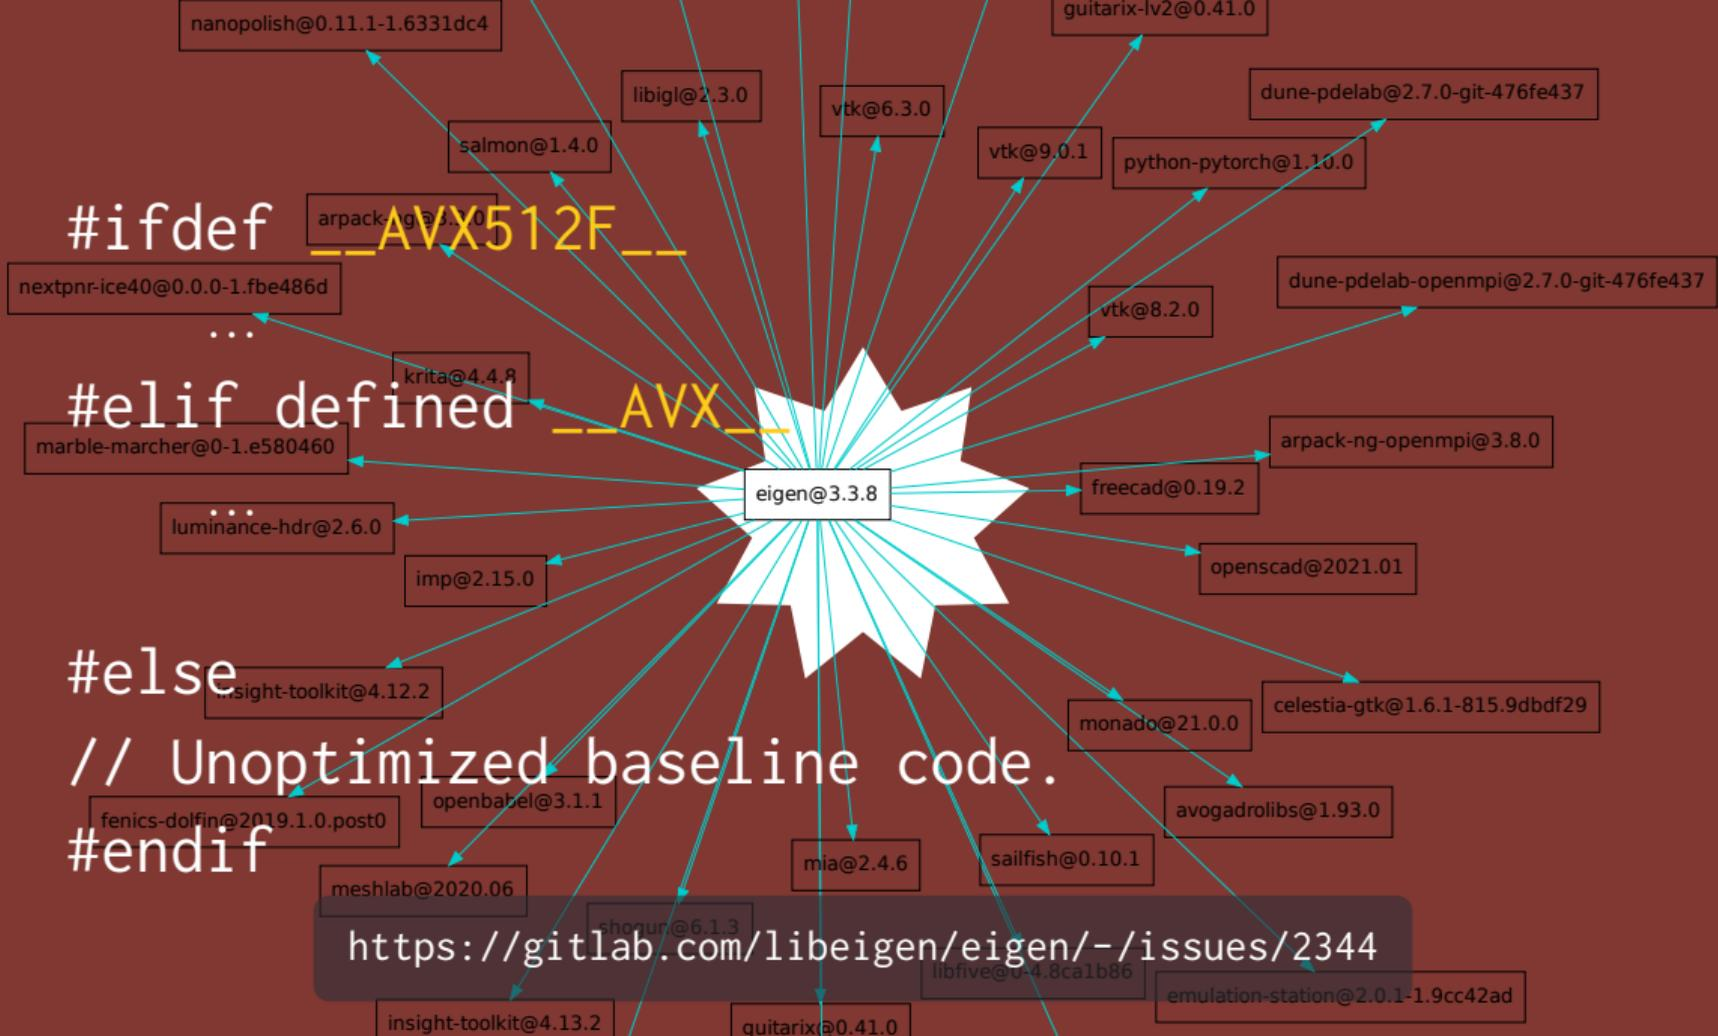 nanopolish@0.11.1-1.6331dc4
guitarix-lv2@0.41.0
libigl@2.3.0
vtk@6.3.0
dune-pdelab@2.7.0-git-476fe437
salmon@1.4.0
vtk@9.0.1
python-pytorch@1.10.0
#ifdef __AVX512F__
nextpnr-ice40@0.0.0-1.fbe486d
dune-pdelab-openmpi@2.7.0-git-476fe437
vtk@8.2.0
...
krita@4.4.8
#elif defined __AVX__
marble-marcher@0-1.e580460
arpack-ng-openmpi@3.8.0
eigen@3.3.8
freecad@0.19.2
...
luminance-hdr@2.6.0
imp@2.15.0
openscad@2021.01
#else
insight-toolkit@4.12.2
celestia-gtk@1.6.1-815.9dbdf29
monado@21.0.0
// Unoptimized baseline code.
openbabel@3.1.1
avogadrolibs@1.93.0
fenics-dolfin@2019.1.0.post0
#endif
mia@2.4.6
sailfish@0.10.1
meshlab@2020.06
shogun@6.1.3
https://gitlab.com/libeigen/eigen/-/issues/2344
libfive@0-4.8ca1b86
emulation-station@2.0.1-1.9cc42ad
insight-toolkit@4.13.2
guitarix@0.41.0